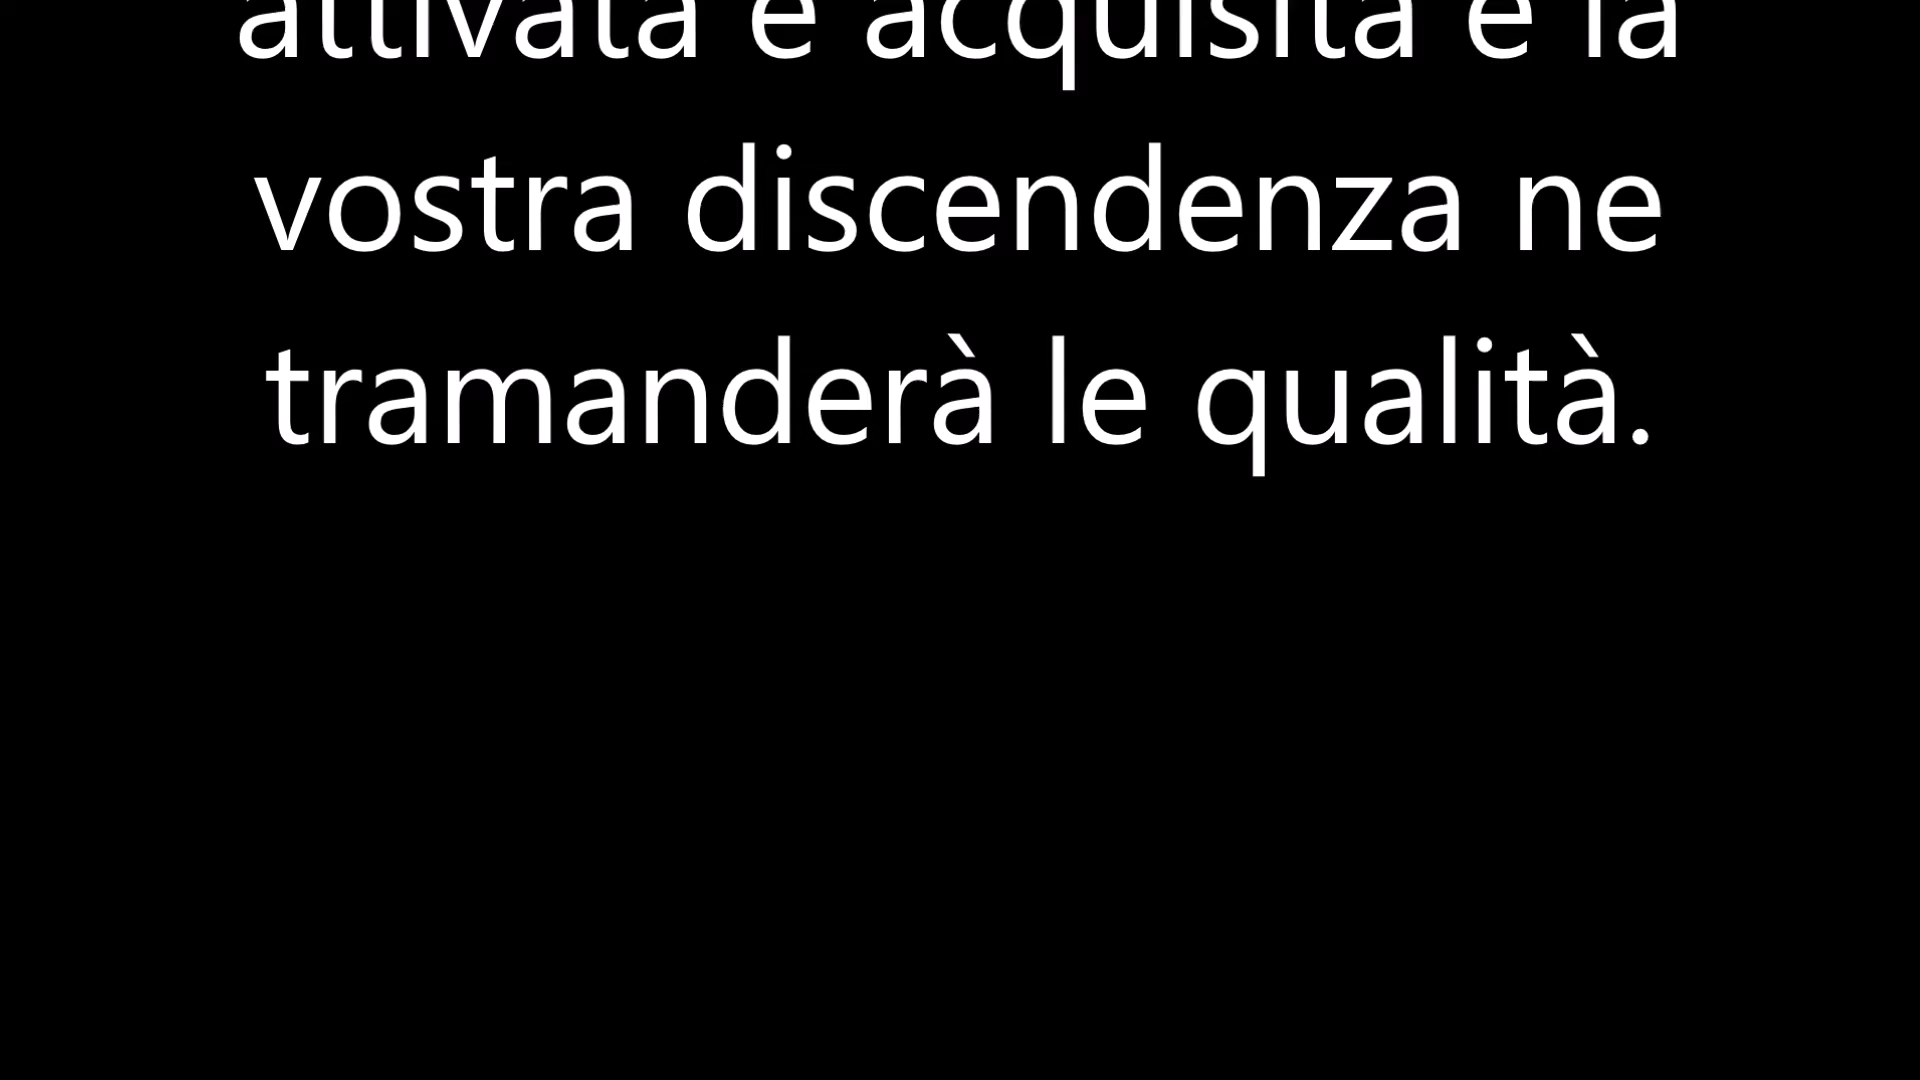 attivata e acquisita e la
vostra discendenza ne
tramanderà le qualità.